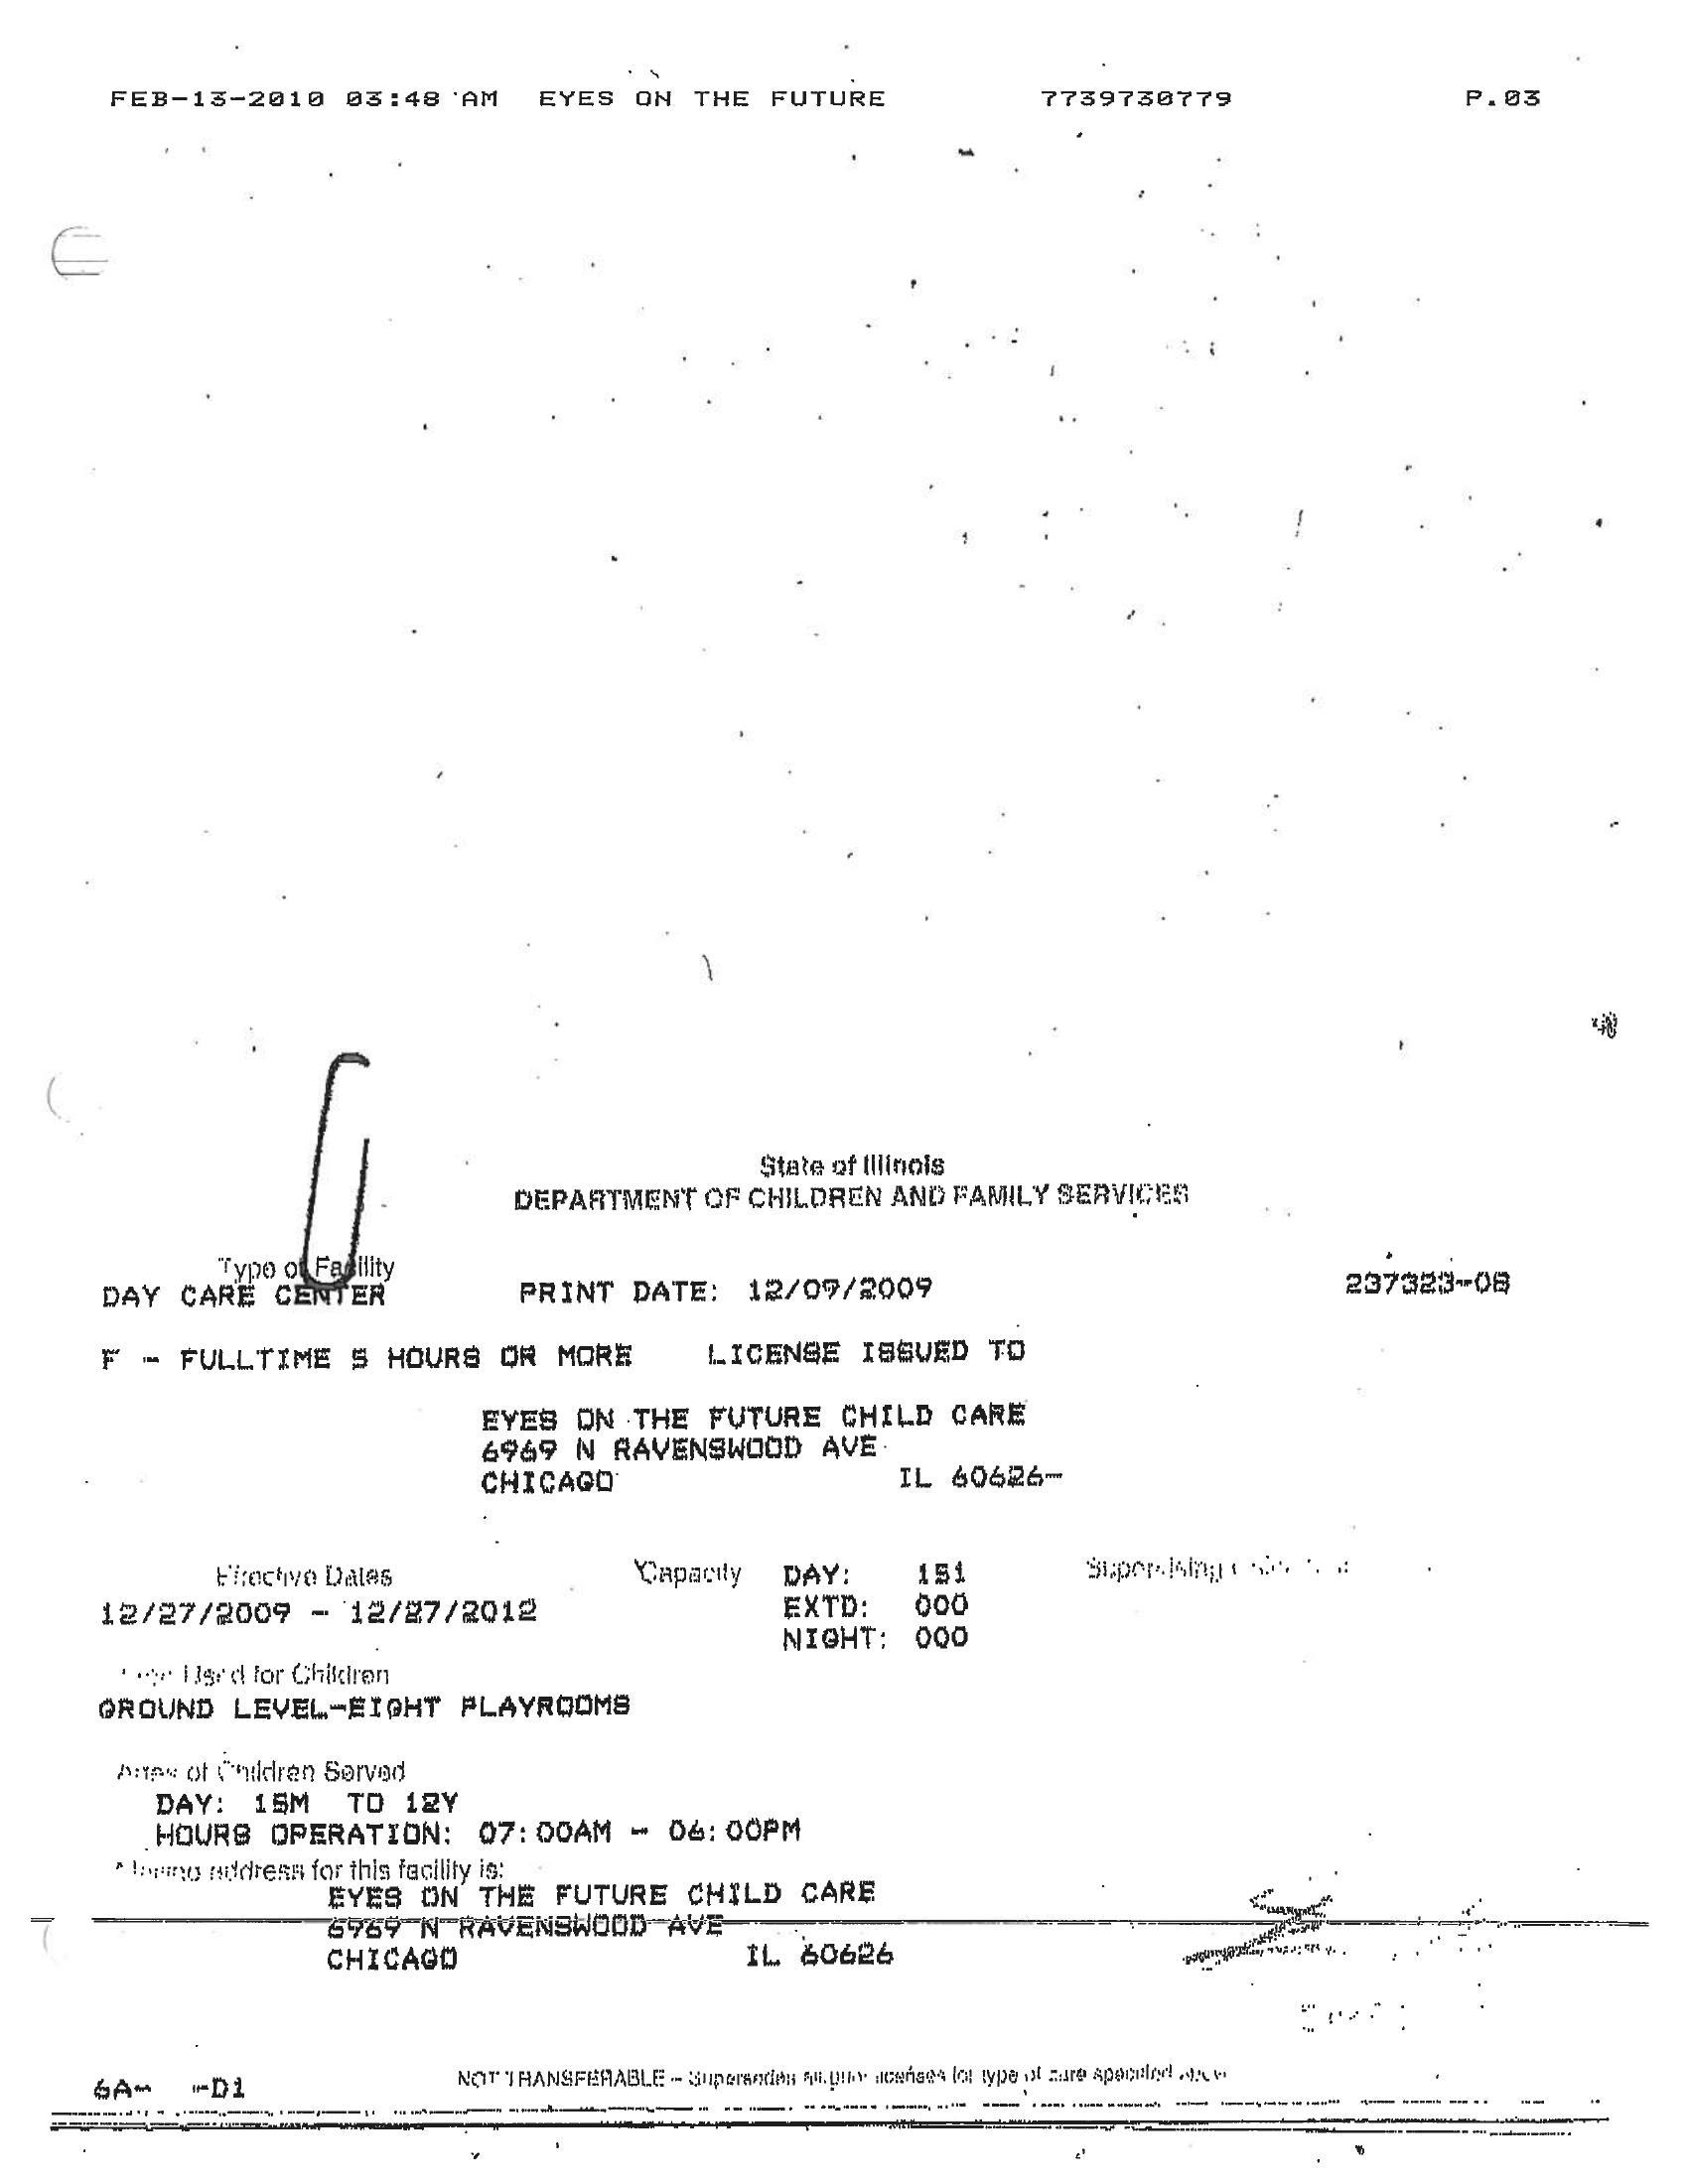 FEB-13-2010 03:48 AM EYES ON THE FUTURE 7739730779 P.03
State of Illinois
DEPARTMENT OF CHILDREN AND FAMILY SERVICES
Type of Facility
DAY CARE CENTER PRINT DATE: 12/09/2009 237323-08
F - FULLTIME 5 HOURS OR MORE LICENSE ISSUED TO
EYES ON THE FUTURE CHILD CARE
6969 N RAVENSWOOD AVE
CHICAGO IL 60626-
Effective Dates Capacity DAY: 151 Supervising
12/27/2009 - 12/27/2012 EXTD: 000
NIGHT: 000
Used for Children
GROUND LEVEL-EIGHT PLAYROOMS
Ages of Children Served
DAY: 15M TO 12Y
HOURS OPERATION: 07:00AM - 06:00PM
address for this facility is:
EYES ON THE FUTURE CHILD CARE
6969 N RAVENSWOOD AVE
CHICAGO IL 60626
6A- -D1 NOT TRANSFERABLE - Supersedes all prior licenses for type of care specified